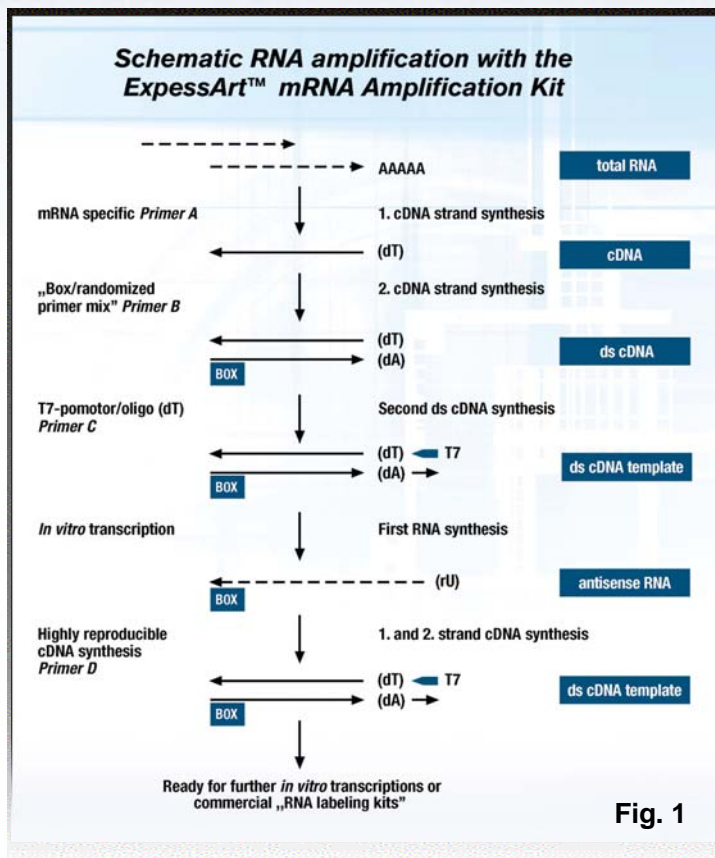 Schematic RNA amplification with the
ExpessArt™ mRNA Amplification Kit
AAAAA
total RNA
mRNA specific Primer A
1. cDNA strand synthesis
(dT)
cDNA
„Box/randomized
primer mix” Primer B
2. cDNA strand synthesis
(dT)
(dA)
BOX
ds cDNA
T7-pomotor/oligo (dT)
Primer C
Second ds cDNA synthesis
(dT) T7
(dA)
BOX
ds cDNA template
In vitro transcription
First RNA synthesis
(rU)
BOX
antisense RNA
Highly reproducible
cDNA synthesis
Primer D
1. and 2. strand cDNA synthesis
(dT) T7
(dA)
BOX
ds cDNA template
Ready for further in vitro transcriptions or
commercial „RNA labeling kits”
Fig. 1